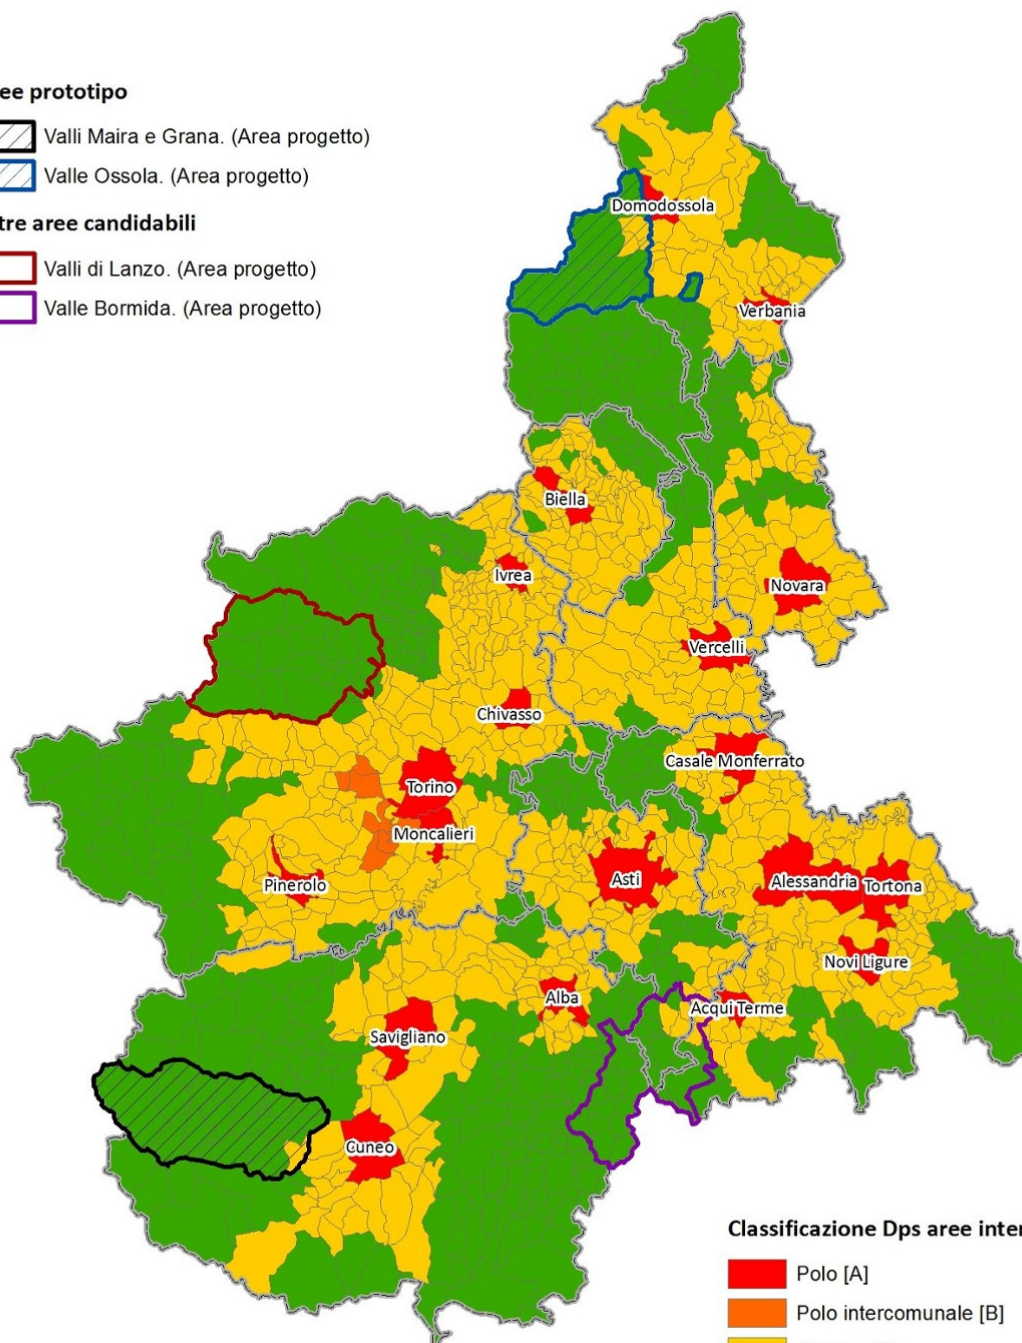 ee prototipo
Valli Maira e Grana. (Area progetto)
Valle Ossola. (Area progetto)
tre aree candidabili
Valli di Lanzo. (Area progetto)
Valle Bormida. (Area progetto)
Domodossola
Verbania
Biella
Ivrea
Novara
Vercelli
Chivasso
Casale Monferrato
Torino
Moncalieri
Pinerolo
Asti
Alessandria
Tortona
Novi Ligure
Alba
Acqui Terme
Savigliano
Cuneo
Classificazione Dps aree inter
Polo [A]
Polo intercomunale [B]